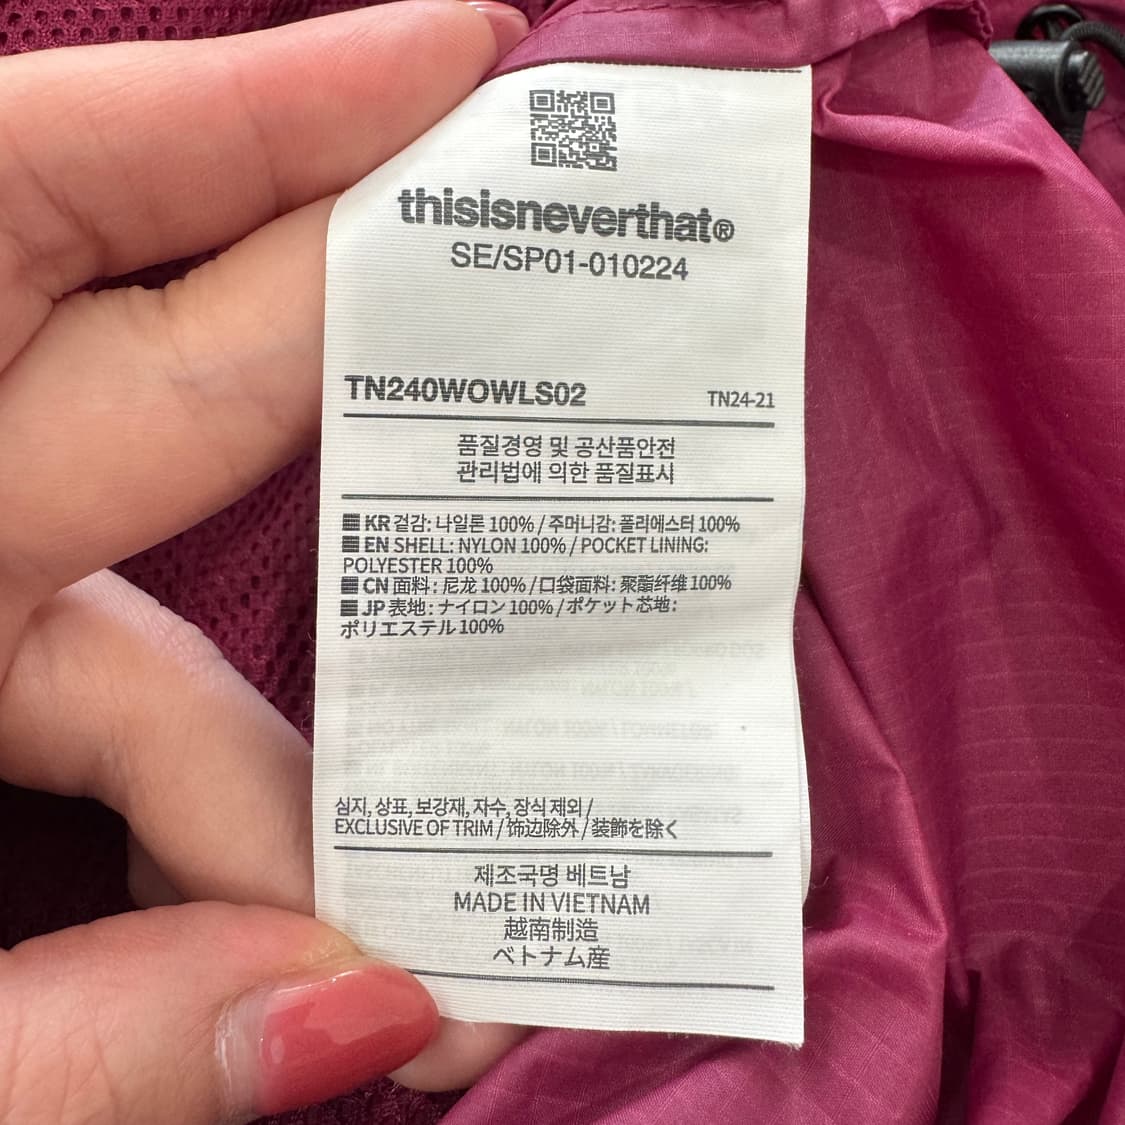 thisisneverthat®
SE/SP01-010224
TN240WOWLS02
TN24-21
품질경영 및 공산품안전
관리법에 의한 품질표시
KR 겉감: 나일론 100% / 주머니감: 폴리에스터 100%
EN SHELL: NYLON 100% / POCKET LINING:
POLYESTER 100%
CN 面料: 尼龙 100% / 口袋面料: 聚酯纤维 100%
JP 表地: ナイロン 100% / ポケット芯地:
ポリエステル 100%
심지, 상표, 보강재, 자수, 장식 제외 /
EXCLUSIVE OF TRIM / 饰边除外 / 装飾を除く
제조국명 베트남
MADE IN VIETNAM
越南制造
ベトナム産